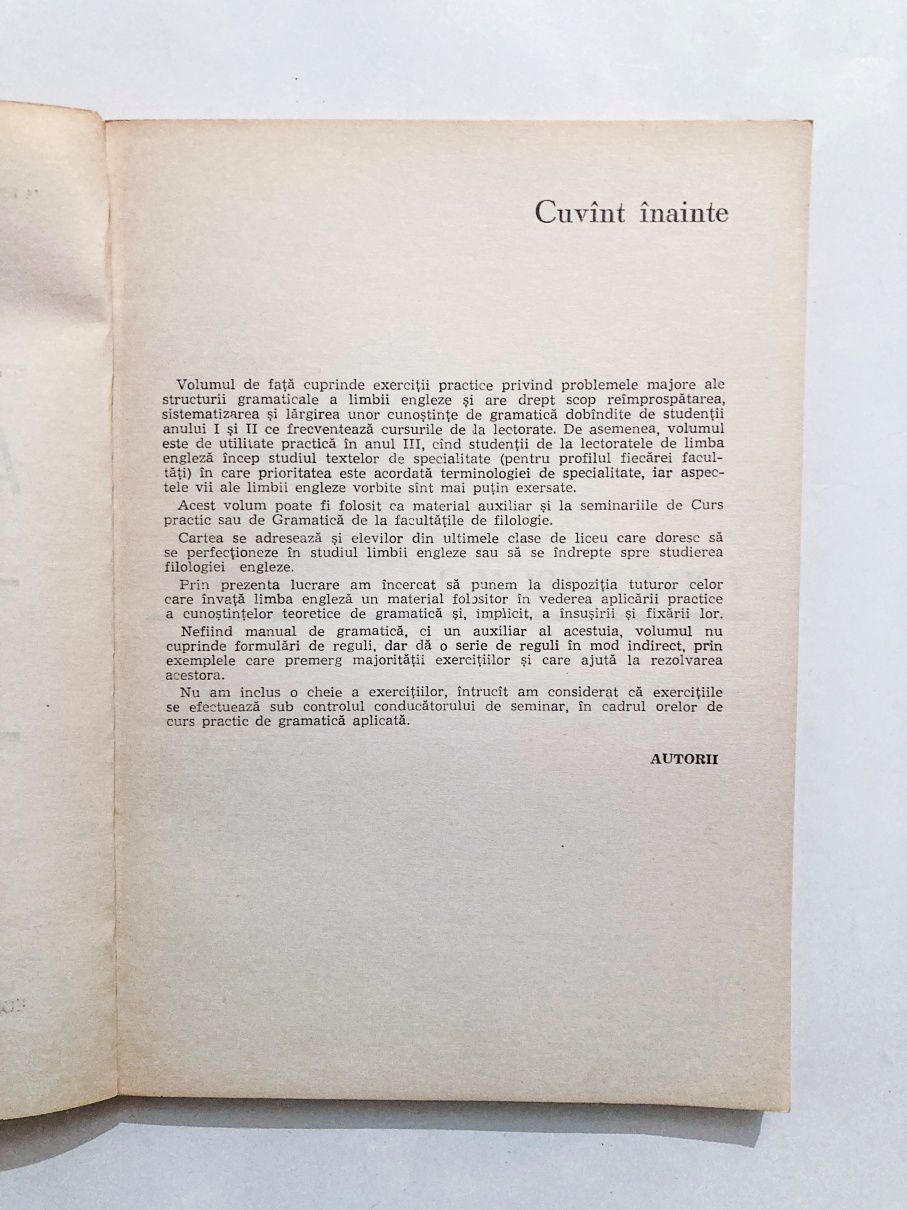 Cuvînt înainte
Volumul de față cuprinde exerciții practice privind problemele majore ale
structurii gramaticale a limbii engleze și are drept scop reîmprospătarea,
sistematizarea și lărgirea unor cunoștințe de gramatică dobîndite de studenții
anului I și II ce frecventează cursurile de la lectorate. De asemenea, volumul
este de utilitate practică în anul III, cînd studenții de la lectoratele de limba
engleză încep studiul textelor de specialitate (pentru profilul fiecărei facul-
tăți) în care prioritatea este acordată terminologiei de specialitate, iar aspec-
tele vii ale limbii engleze vorbite sînt mai puțin exersate.
Acest volum poate fi folosit ca material auxiliar și la seminariile de Curs
practic sau de Gramatică de la facultățile de filologie.
Cartea se adresează și elevilor din ultimele clase de liceu care doresc să
se perfecționeze în studiul limbii engleze sau să se îndrepte spre studierea
filologiei engleze.
Prin prezenta lucrare am încercat să punem la dispoziția tuturor celor
care învață limba engleză un material folositor în vederea aplicării practice
a cunoștințelor teoretice de gramatică și, implicit, a însușirii și fixării lor.
Nefiind manual de gramatică, ci un auxiliar al acestuia, volumul nu
cuprinde formulări de reguli, dar dă o serie de reguli în mod indirect, prin
exemplele care premerg majorității exercițiilor și care ajută la rezolvarea
acestora.
Nu am inclus o cheie a exercițiilor, întrucît am considerat că exercițiile
se efectuează sub controlul conducătorului de seminar, în cadrul orelor de
curs practic de gramatică aplicată.
AUTORII